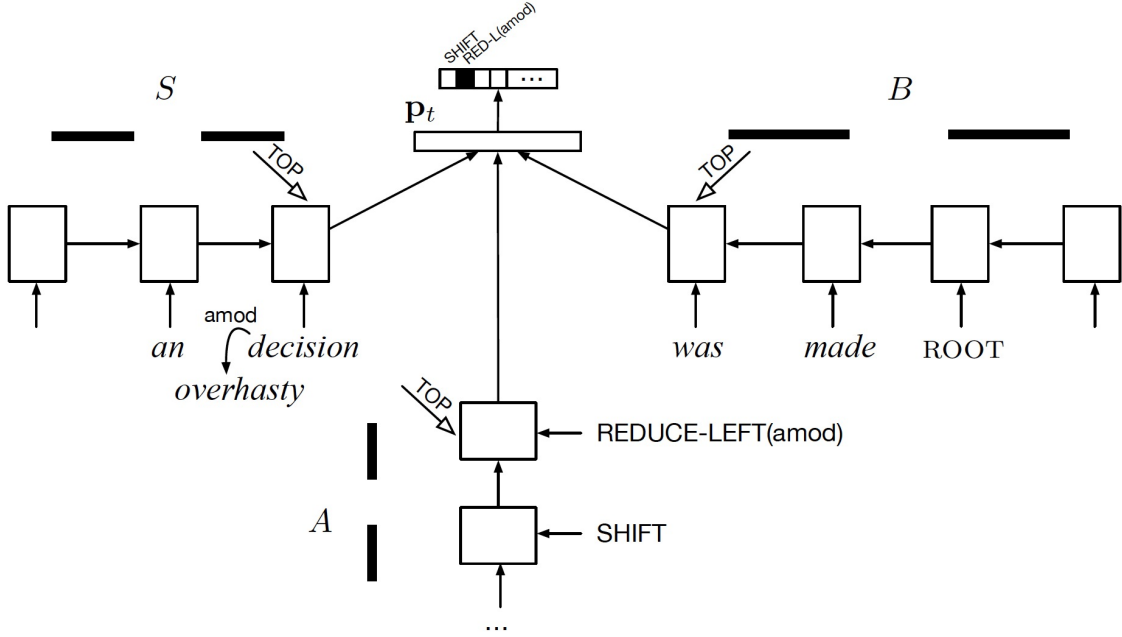 SHIFT
RED-L(amod)
...
S
p_t
B
TOP
TOP
amod
an decision
overhasty
was made ROOT
TOP
REDUCE-LEFT(amod)
A
SHIFT
...